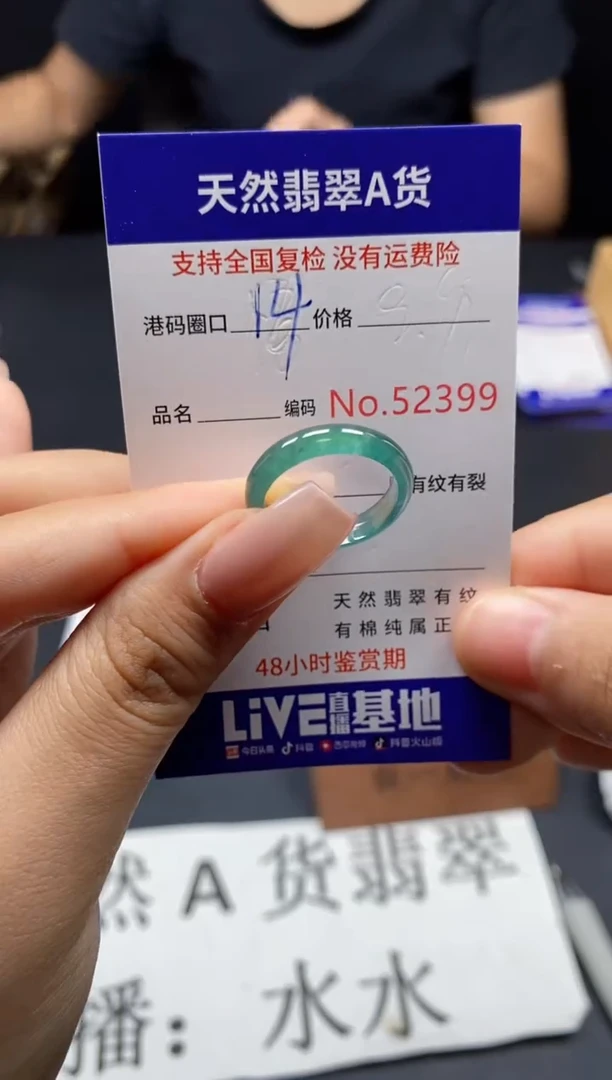 天然翡翠A货
支持全国复检 没有运费险
港码圈口 14 价格
品名 编码 No.52399
有纹有裂
天然翡翠有纹
有棉纯属正
48小时鉴赏期
LiVE直播基地
今日头条 抖音 西瓜视频 抖音火山版
然A货翡翠
播：水水